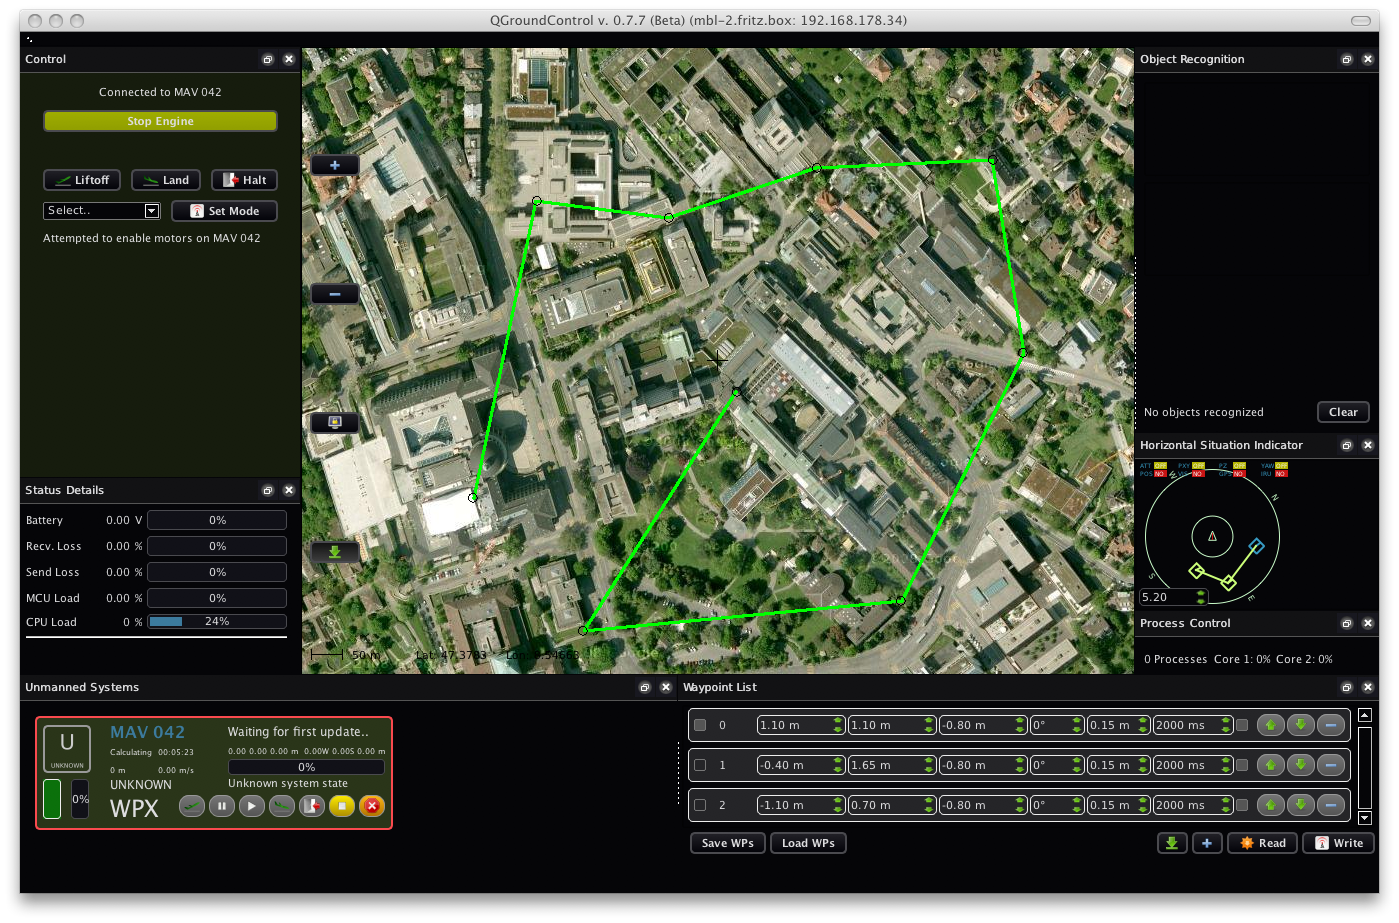 QGroundControl v. 0.7.7 (Beta) (mbl-2.fritz.box: 192.168.178.34)
Control
Connected to MAV 042
Stop Engine
Liftoff Land Halt
Select.. Set Mode
Attempted to enable motors on MAV 042
Status Details
Battery 0.00 V 0%
Recv. Loss 0.00 % 0%
Send Loss 0.00 % 0%
MCU Load 0.00 % 0%
CPU Load 0 % 24%
50 m Lat: 47.3783
Object Recognition
No objects recognized Clear
Horizontal Situation Indicator
ATT OFF PXY OFF PZ OFF YAW OFF
POS NO NO GPS NO IRU NO
N
S
E
5.20
Process Control
0 Processes Core 1: 0% Core 2: 0%
Unmanned Systems
U
UNKNOWN
MAV 042 Waiting for first update..
Calculating 00:05:23 0.00 0.00 0.00 m 0.00W 0.00S 0.00 m
0%
0 m 0.00 m/s
UNKNOWN Unknown system state
0% WPX
Waypoint List
0 1.10 m 1.10 m -0.80 m 0° 0.15 m 2000 ms
1 -0.40 m 1.65 m -0.80 m 0° 0.15 m 2000 ms
2 -1.10 m 0.70 m -0.80 m 0° 0.15 m 2000 ms
Save WPs Load WPs Read Write